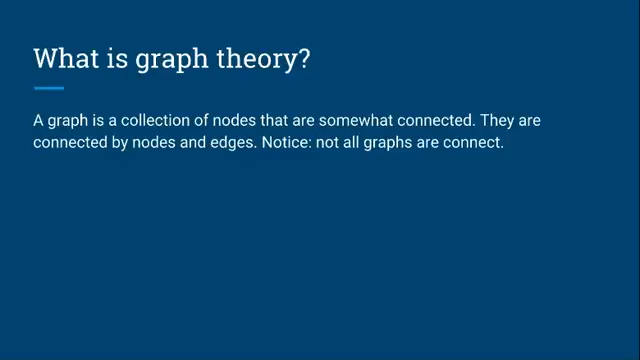 What is graph theory?
A graph is a collection of nodes that are somewhat connected. They are
connected by nodes and edges. Notice: not all graphs are connect.